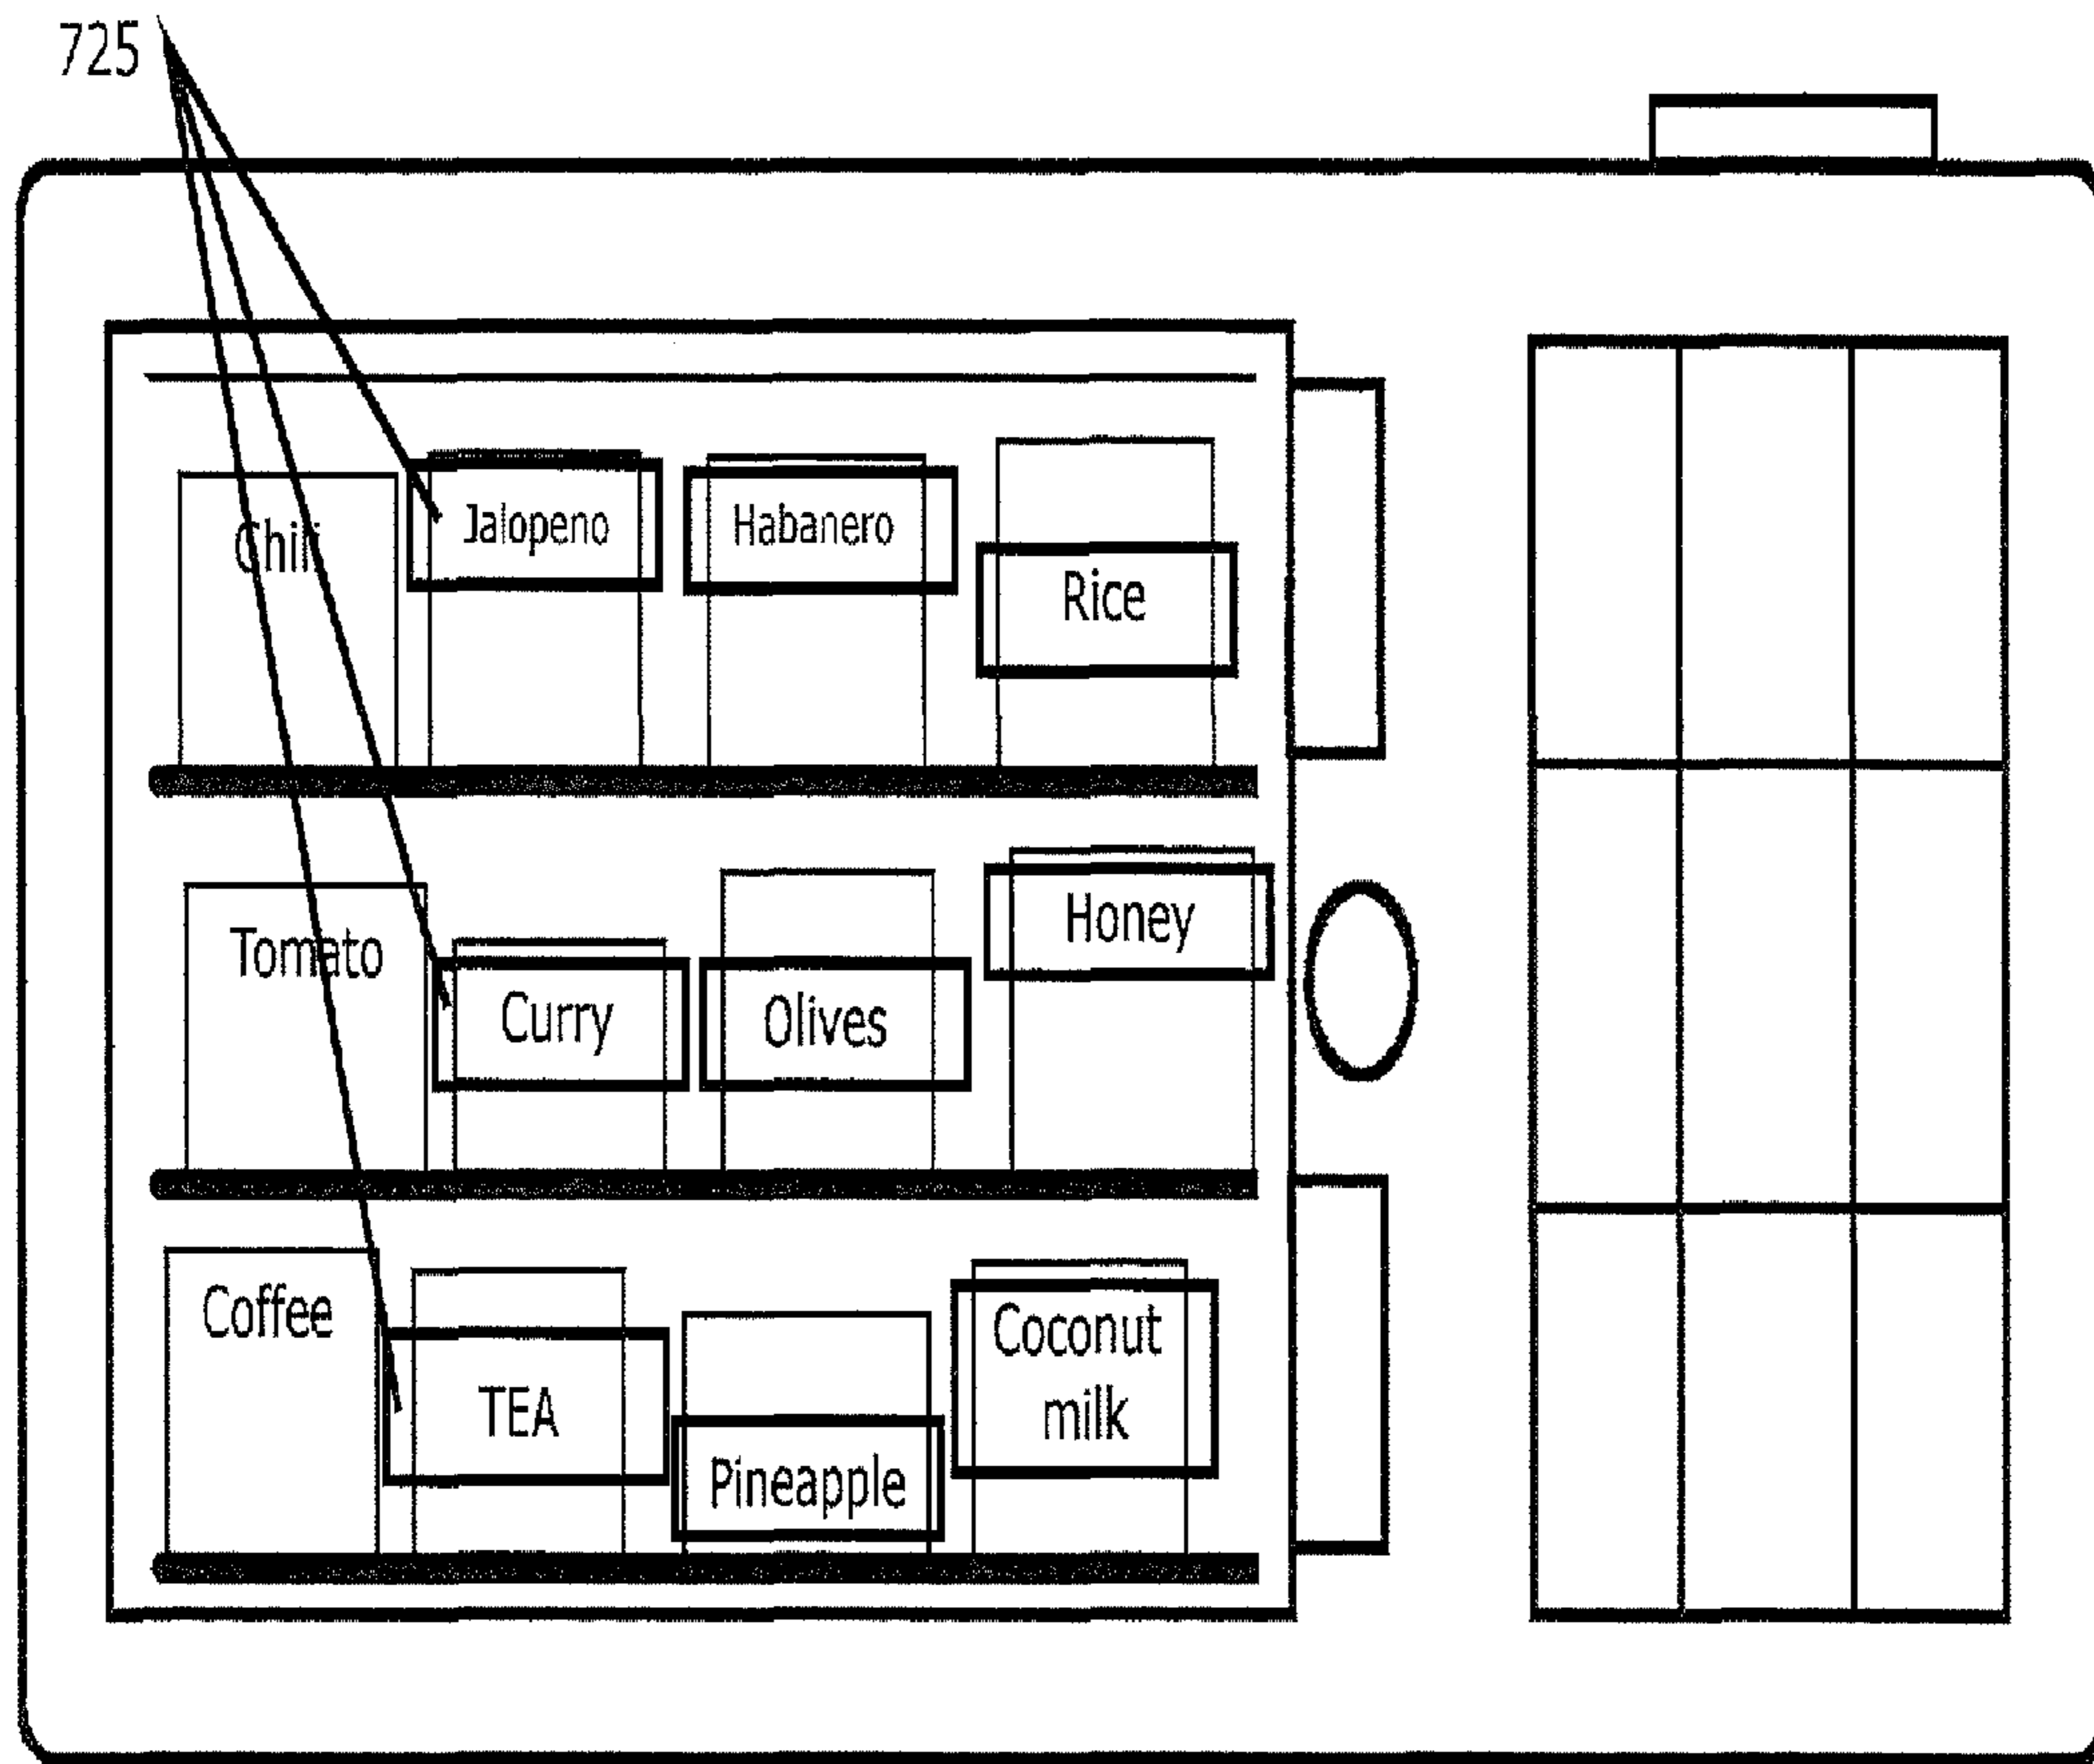 725
Chili
Jalopeno
Habanero
Rice
Tomato
Curry
Olives
Honey
Coffee
TEA
Pineapple
Coconut
milk